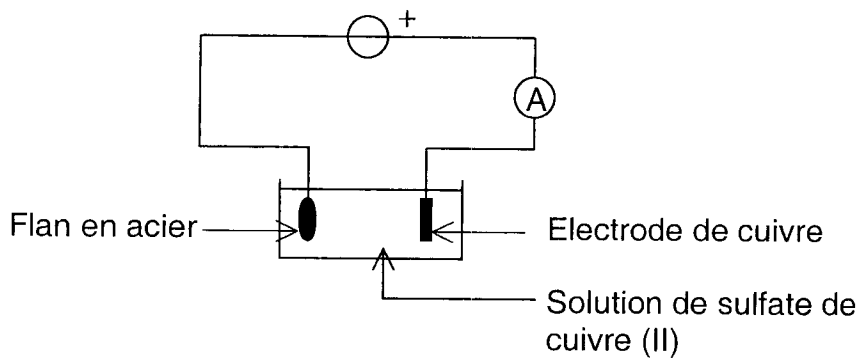 +
A
Flan en acier
Electrode de cuivre
Solution de sulfate de
cuivre (II)